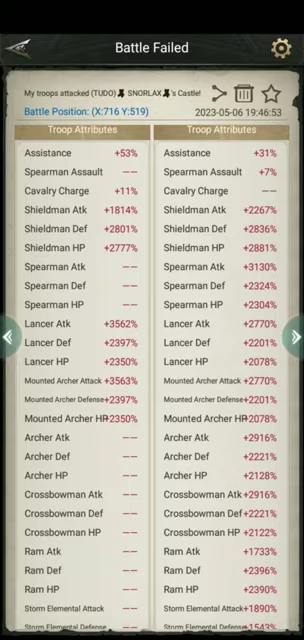 Battle Failed
My troops attacked (TUDO) SNORLAX 's Castle!
Battle Position: (X:716 Y:519) 2023-05-06 19:46:53
Troop Attributes Troop Attributes
Assistance +53% Assistance +31%
Spearman Assault -- Spearman Assault +7%
Cavalry Charge +11% Cavalry Charge --
Shieldman Atk +1814% Shieldman Atk +2267%
Shieldman Def +2801% Shieldman Def +2836%
Shieldman HP +2777% Shieldman HP +2881%
Spearman Atk -- Spearman Atk +3130%
Spearman Def -- Spearman Def +2324%
Spearman HP -- Spearman HP +2304%
Lancer Atk +3562% Lancer Atk +2770%
Lancer Def +2397% Lancer Def +2201%
Lancer HP +2350% Lancer HP +2078%
Mounted Archer Attack +3563% Mounted Archer Attack +2770%
Mounted Archer Defense+2397% Mounted Archer Defense+2201%
Mounted Archer HP+2350% Mounted Archer HP+2078%
Archer Atk -- Archer Atk +2916%
Archer Def -- Archer Def +2221%
Archer HP -- Archer HP +2128%
Crossbowman Atk -- Crossbowman Atk +2916%
Crossbowman Def -- Crossbowman Def+2221%
Crossbowman HP -- Crossbowman HP +2122%
Ram Atk -- Ram Atk +1733%
Ram Def -- Ram Def +2396%
Ram HP -- Ram HP +2390%
Storm Elemental Attack -- Storm Elemental Attack +1890%
Storm Elemental Defense -- Storm Elemental Defense+1543%